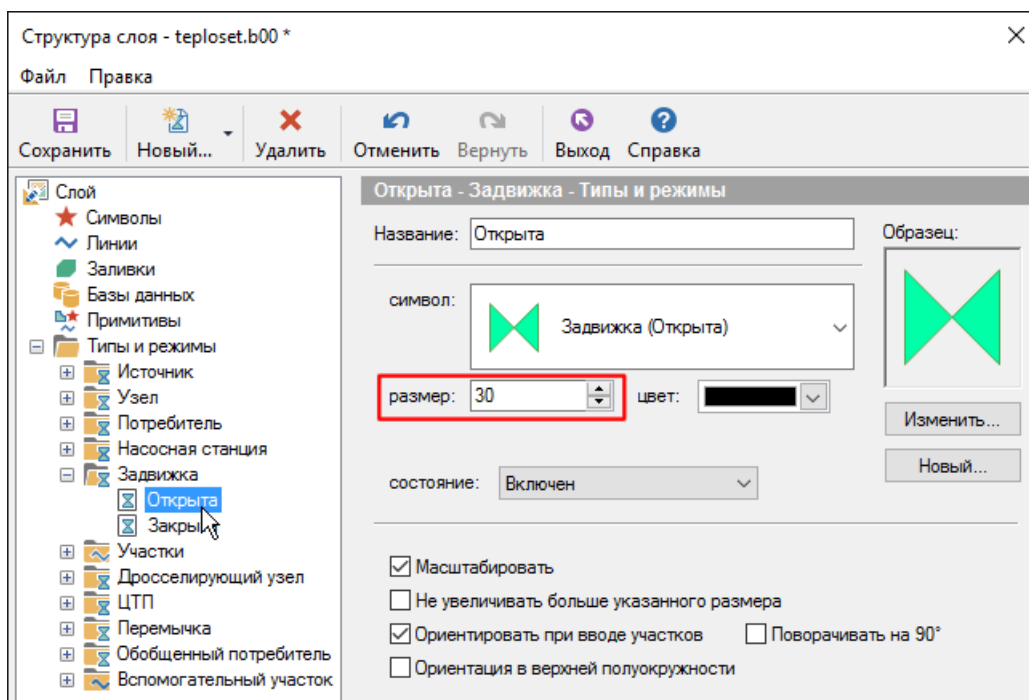 Структура слоя - teploset.b00 *
Файл Правка
Сохранить Новый... Удалить Отменить Вернуть Выход Справка
Слой
Символы
Линии
Заливки
Базы данных
Примитивы
Типы и режимы
Источник
Узел
Потребитель
Насосная станция
Задвижка
Открыта
Закрыта
Участки
Дросселирующий узел
ЦТП
Перемычка
Обобщенный потребитель
Вспомогательный участок
Открыта - Задвижка - Типы и режимы
Название: Открыта
Образец:
символ: Задвижка (Открыта)
размер: 30 цвет:
Изменить...
Новый...
состояние: Включен
Масштабировать
Не увеличивать больше указанного размера
Ориентировать при вводе участков Поворачивать на 90°
Ориентация в верхней полуокружности